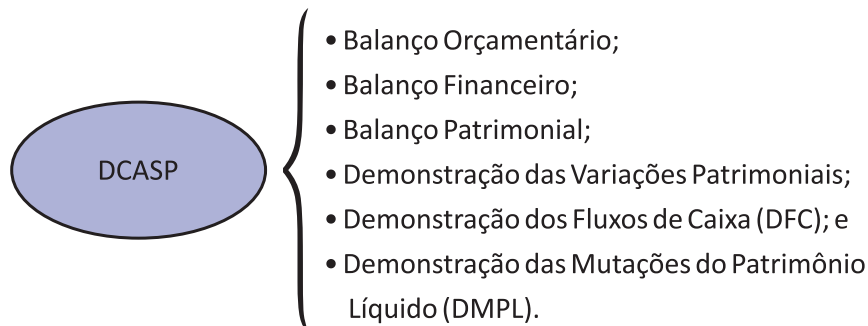 DCASP
• Balanço Orçamentário;
• Balanço Financeiro;
• Balanço Patrimonial;
• Demonstração das Variações Patrimoniais;
• Demonstração dos Fluxos de Caixa (DFC); e
• Demonstração das Mutações do Patrimônio
Líquido (DMPL).